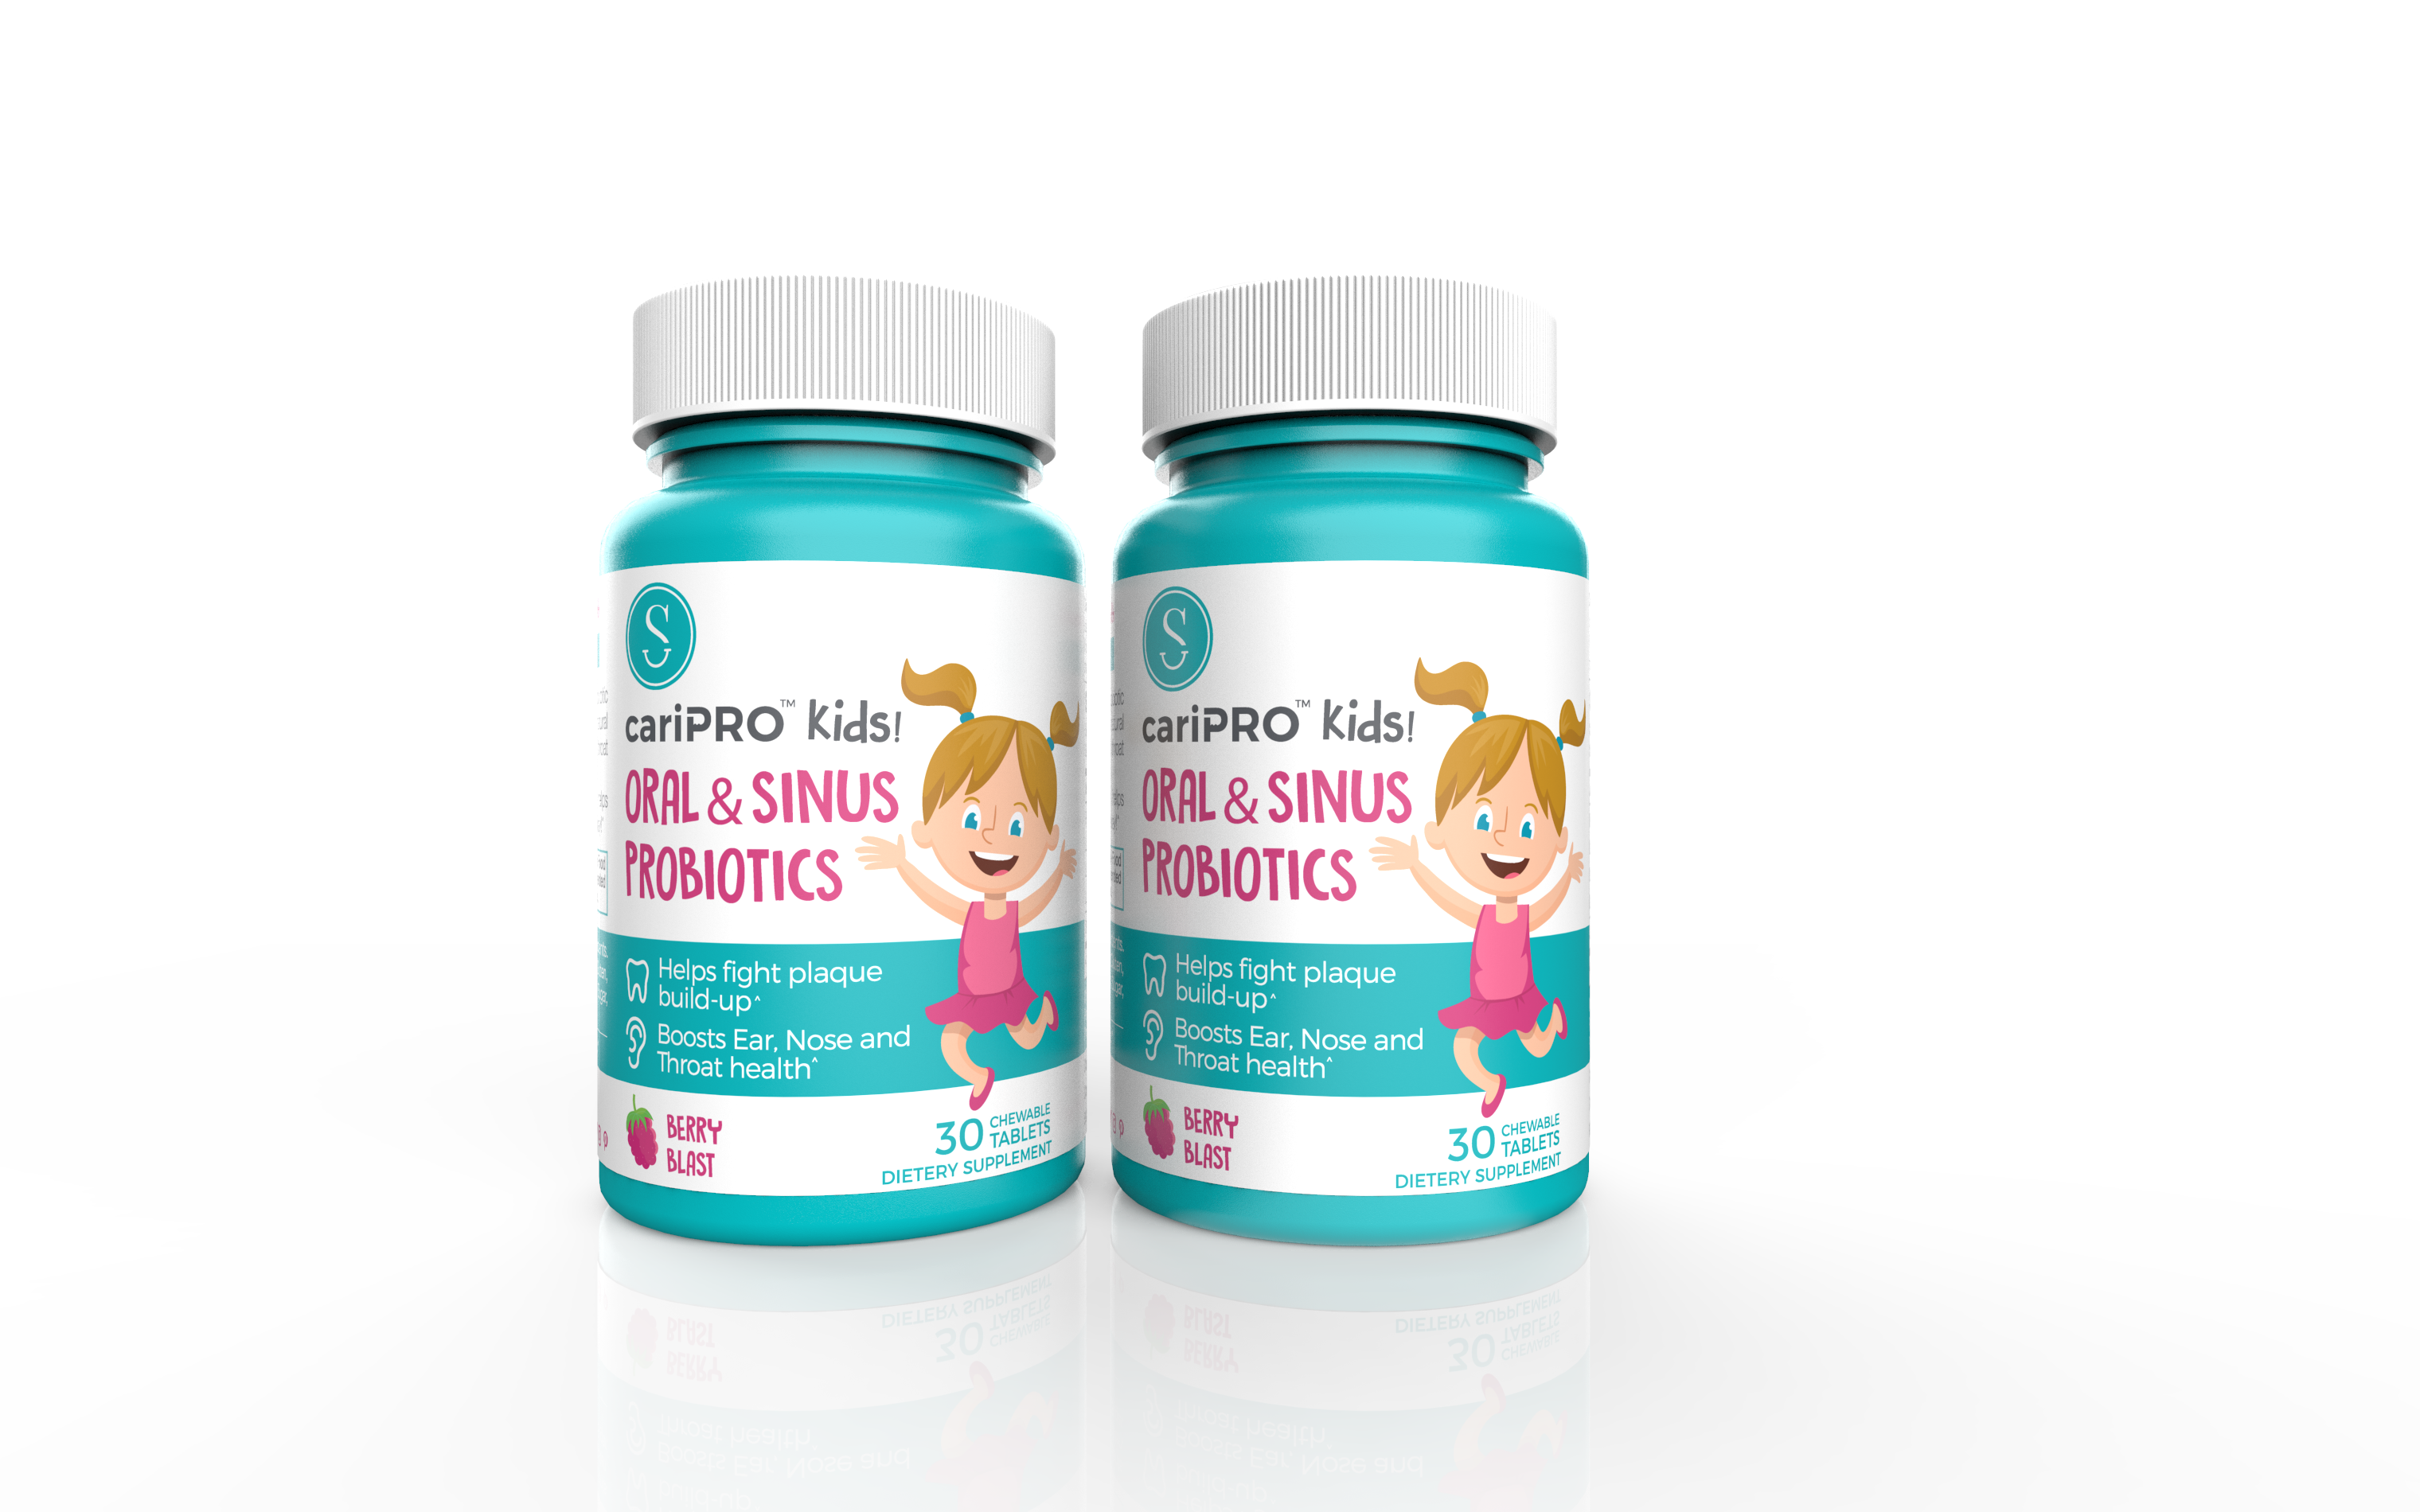 S
cariPRO™ kids!
ORAL & SINUS
PROBIOTICS
Helps fight plaque
build-up^
Boosts Ear, Nose and
Throat health^
BERRY
BLAST
30 CHEWABLE
TABLETS
DIETERY SUPPLEMENT
S
cariPRO™ kids!
ORAL & SINUS
PROBIOTICS
Helps fight plaque
build-up^
Boosts Ear, Nose and
Throat health^
BERRY
BLAST
30 CHEWABLE
TABLETS
DIETERY SUPPLEMENT